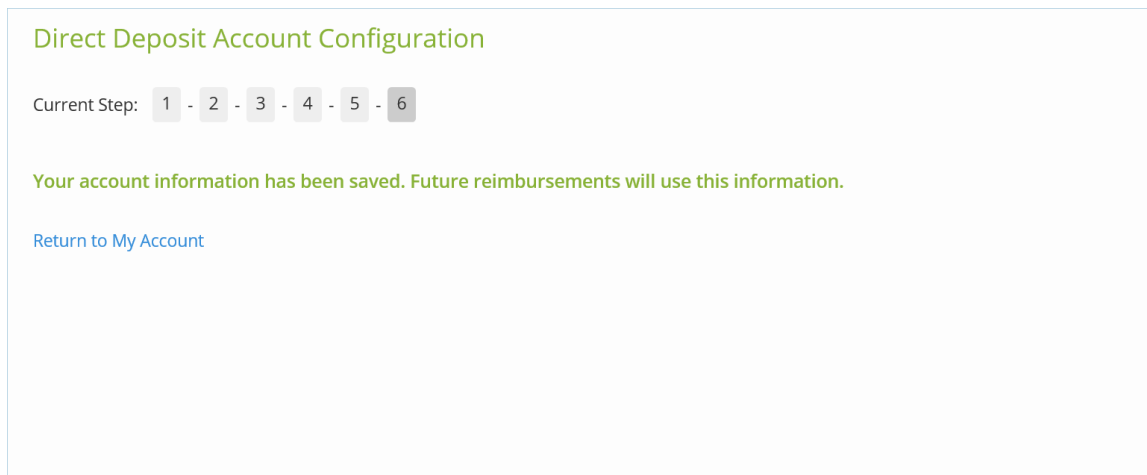 Direct Deposit Account Configuration
Current Step: 1 - 2 - 3 - 4 - 5 - 6
Your account information has been saved. Future reimbursements will use this information.
Return to My Account